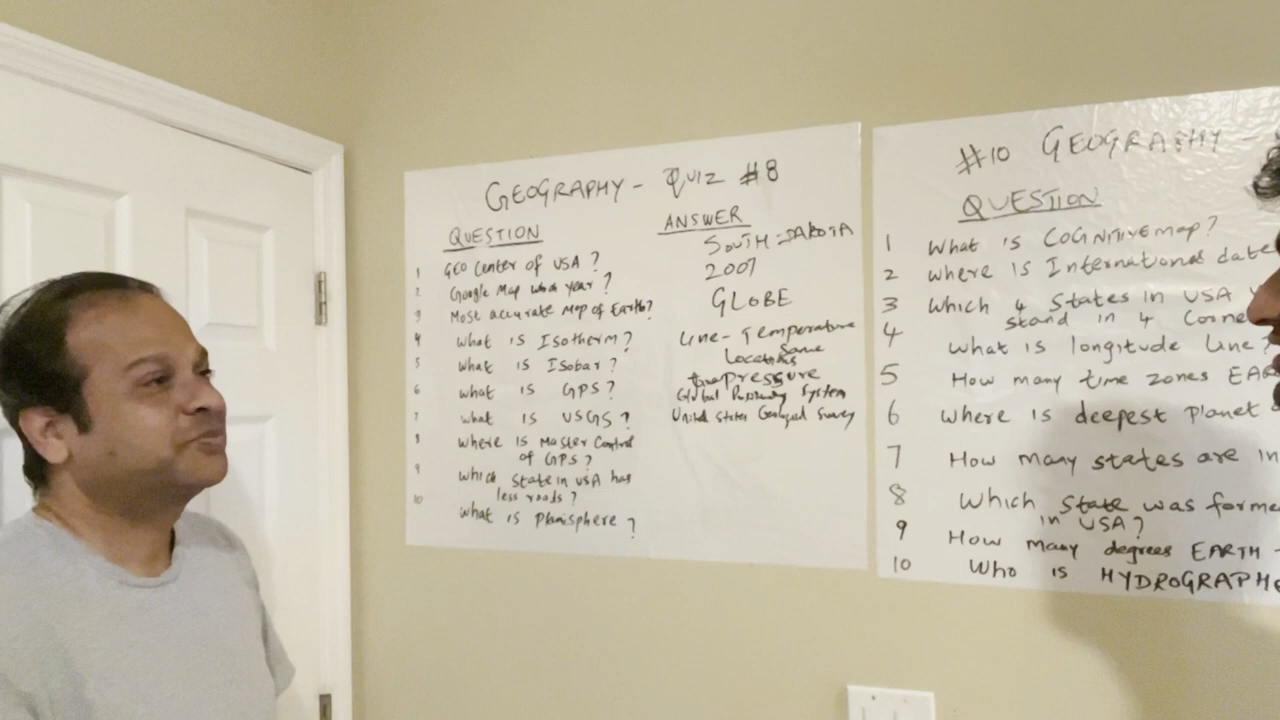 GEOGRAPHY - QUIZ #8
QUESTION
ANSWER
1 GEO Center of USA ?
SOUTH-DAKOTA
2 Google Map which year ?
2007
3 Most accurate Map of Earth?
GLOBE
4 What is Isotherm ?
Line - Temperature
Same
Locations
5 What is Isobar ?
Pressure
6 What is GPS ?
Global System
7 What is USGS ?
United States Survey
8 Where is Master Control
of GPS ?
9 Which State in USA has
less roads ?
10 What is Planisphere ?
#10 GEOGRAPHY -
QUESTION
1 What is COGNITIVE map?
2 Where is International date
3 Which 4 States in USA
stand in 4 Corne
4 What is longitude line?
5 How many time zones EAR
6 Where is deepest planet
7 How many states are in
8 Which State was forme
in USA?
9 How many degrees EARTH
10 Who is HYDROGRAPHE